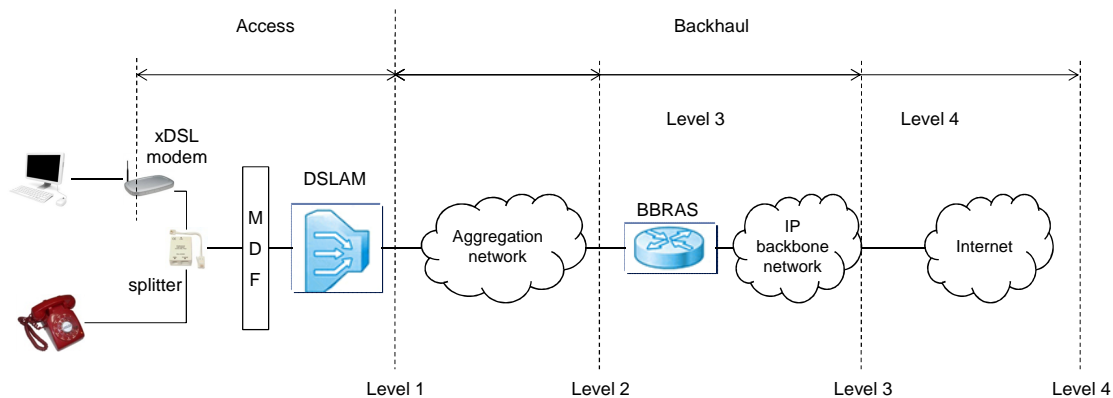 Access
Backhaul
Level 3
Level 4
xDSL
modem
DSLAM
M
D
F
BBRAS
Aggregation
network
IP
backbone
network
Internet
splitter
Level 1
Level 2
Level 3
Level 4